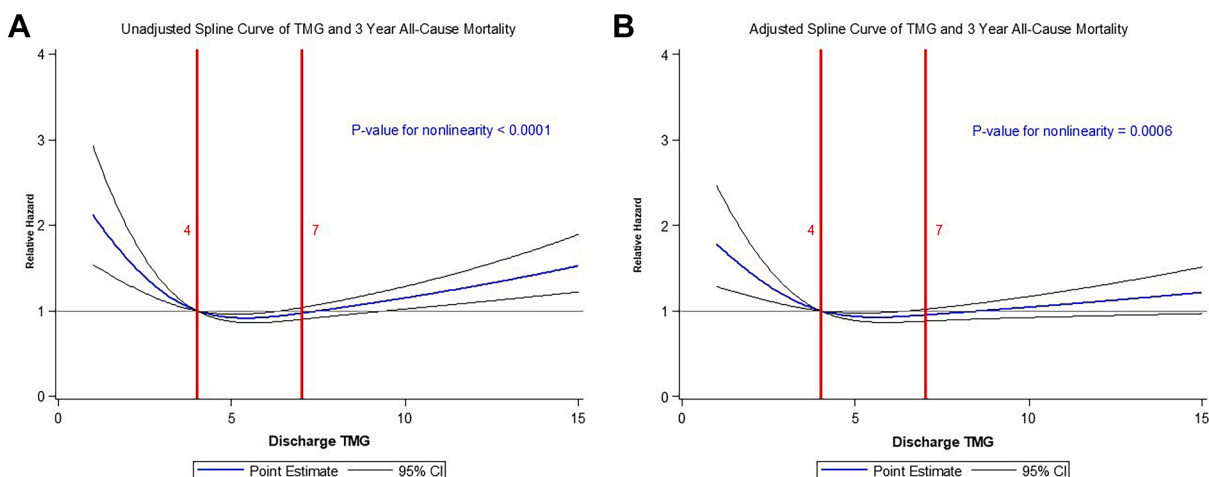 A
Unadjusted Spline Curve of TMG and 3 Year All-Cause Mortality
4
3
2
1
0
Relative Hazard
P-value for nonlinearity < 0.0001
4
7
0
5
10
15
Discharge TMG
Point Estimate
95% CI
B
Adjusted Spline Curve of TMG and 3 Year All-Cause Mortality
4
3
2
1
0
Relative Hazard
P-value for nonlinearity = 0.0006
4
7
0
5
10
15
Discharge TMG
Point Estimate
95% CI